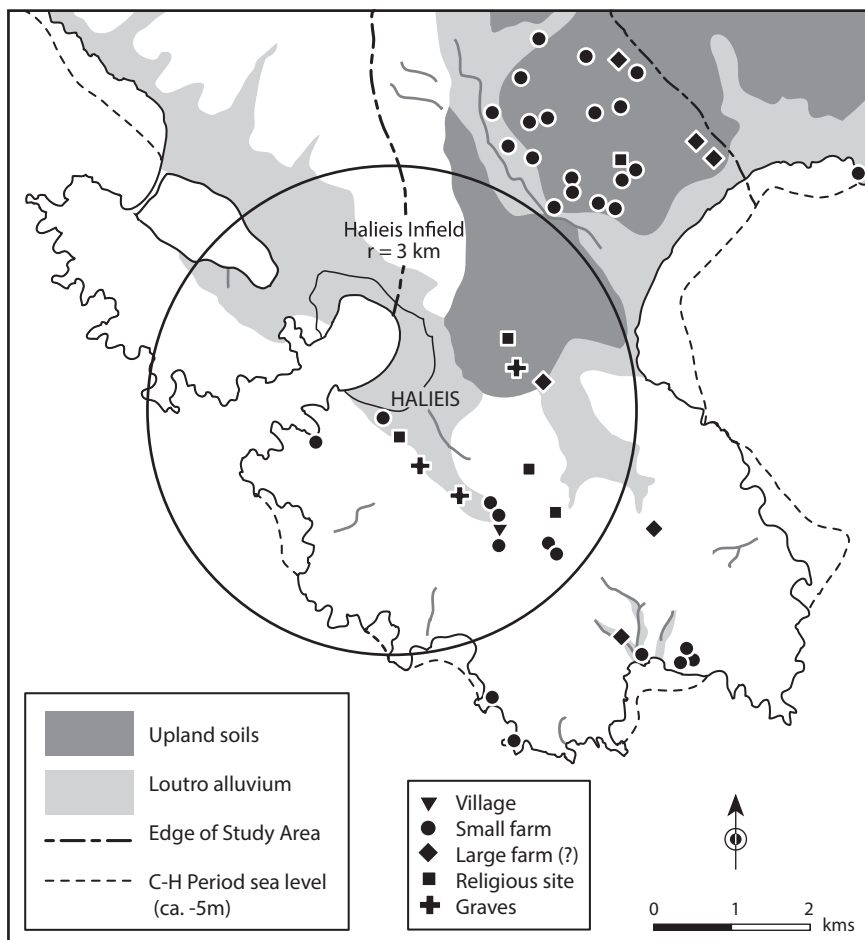 Halieis Infield
r = 3 km
HALIEIS
Upland soils
Loutro alluvium
Edge of Study Area
C-H Period sea level
(ca. -5m)
Village
Small farm
Large farm (?)
Religious site
Graves
0 1 2
kms